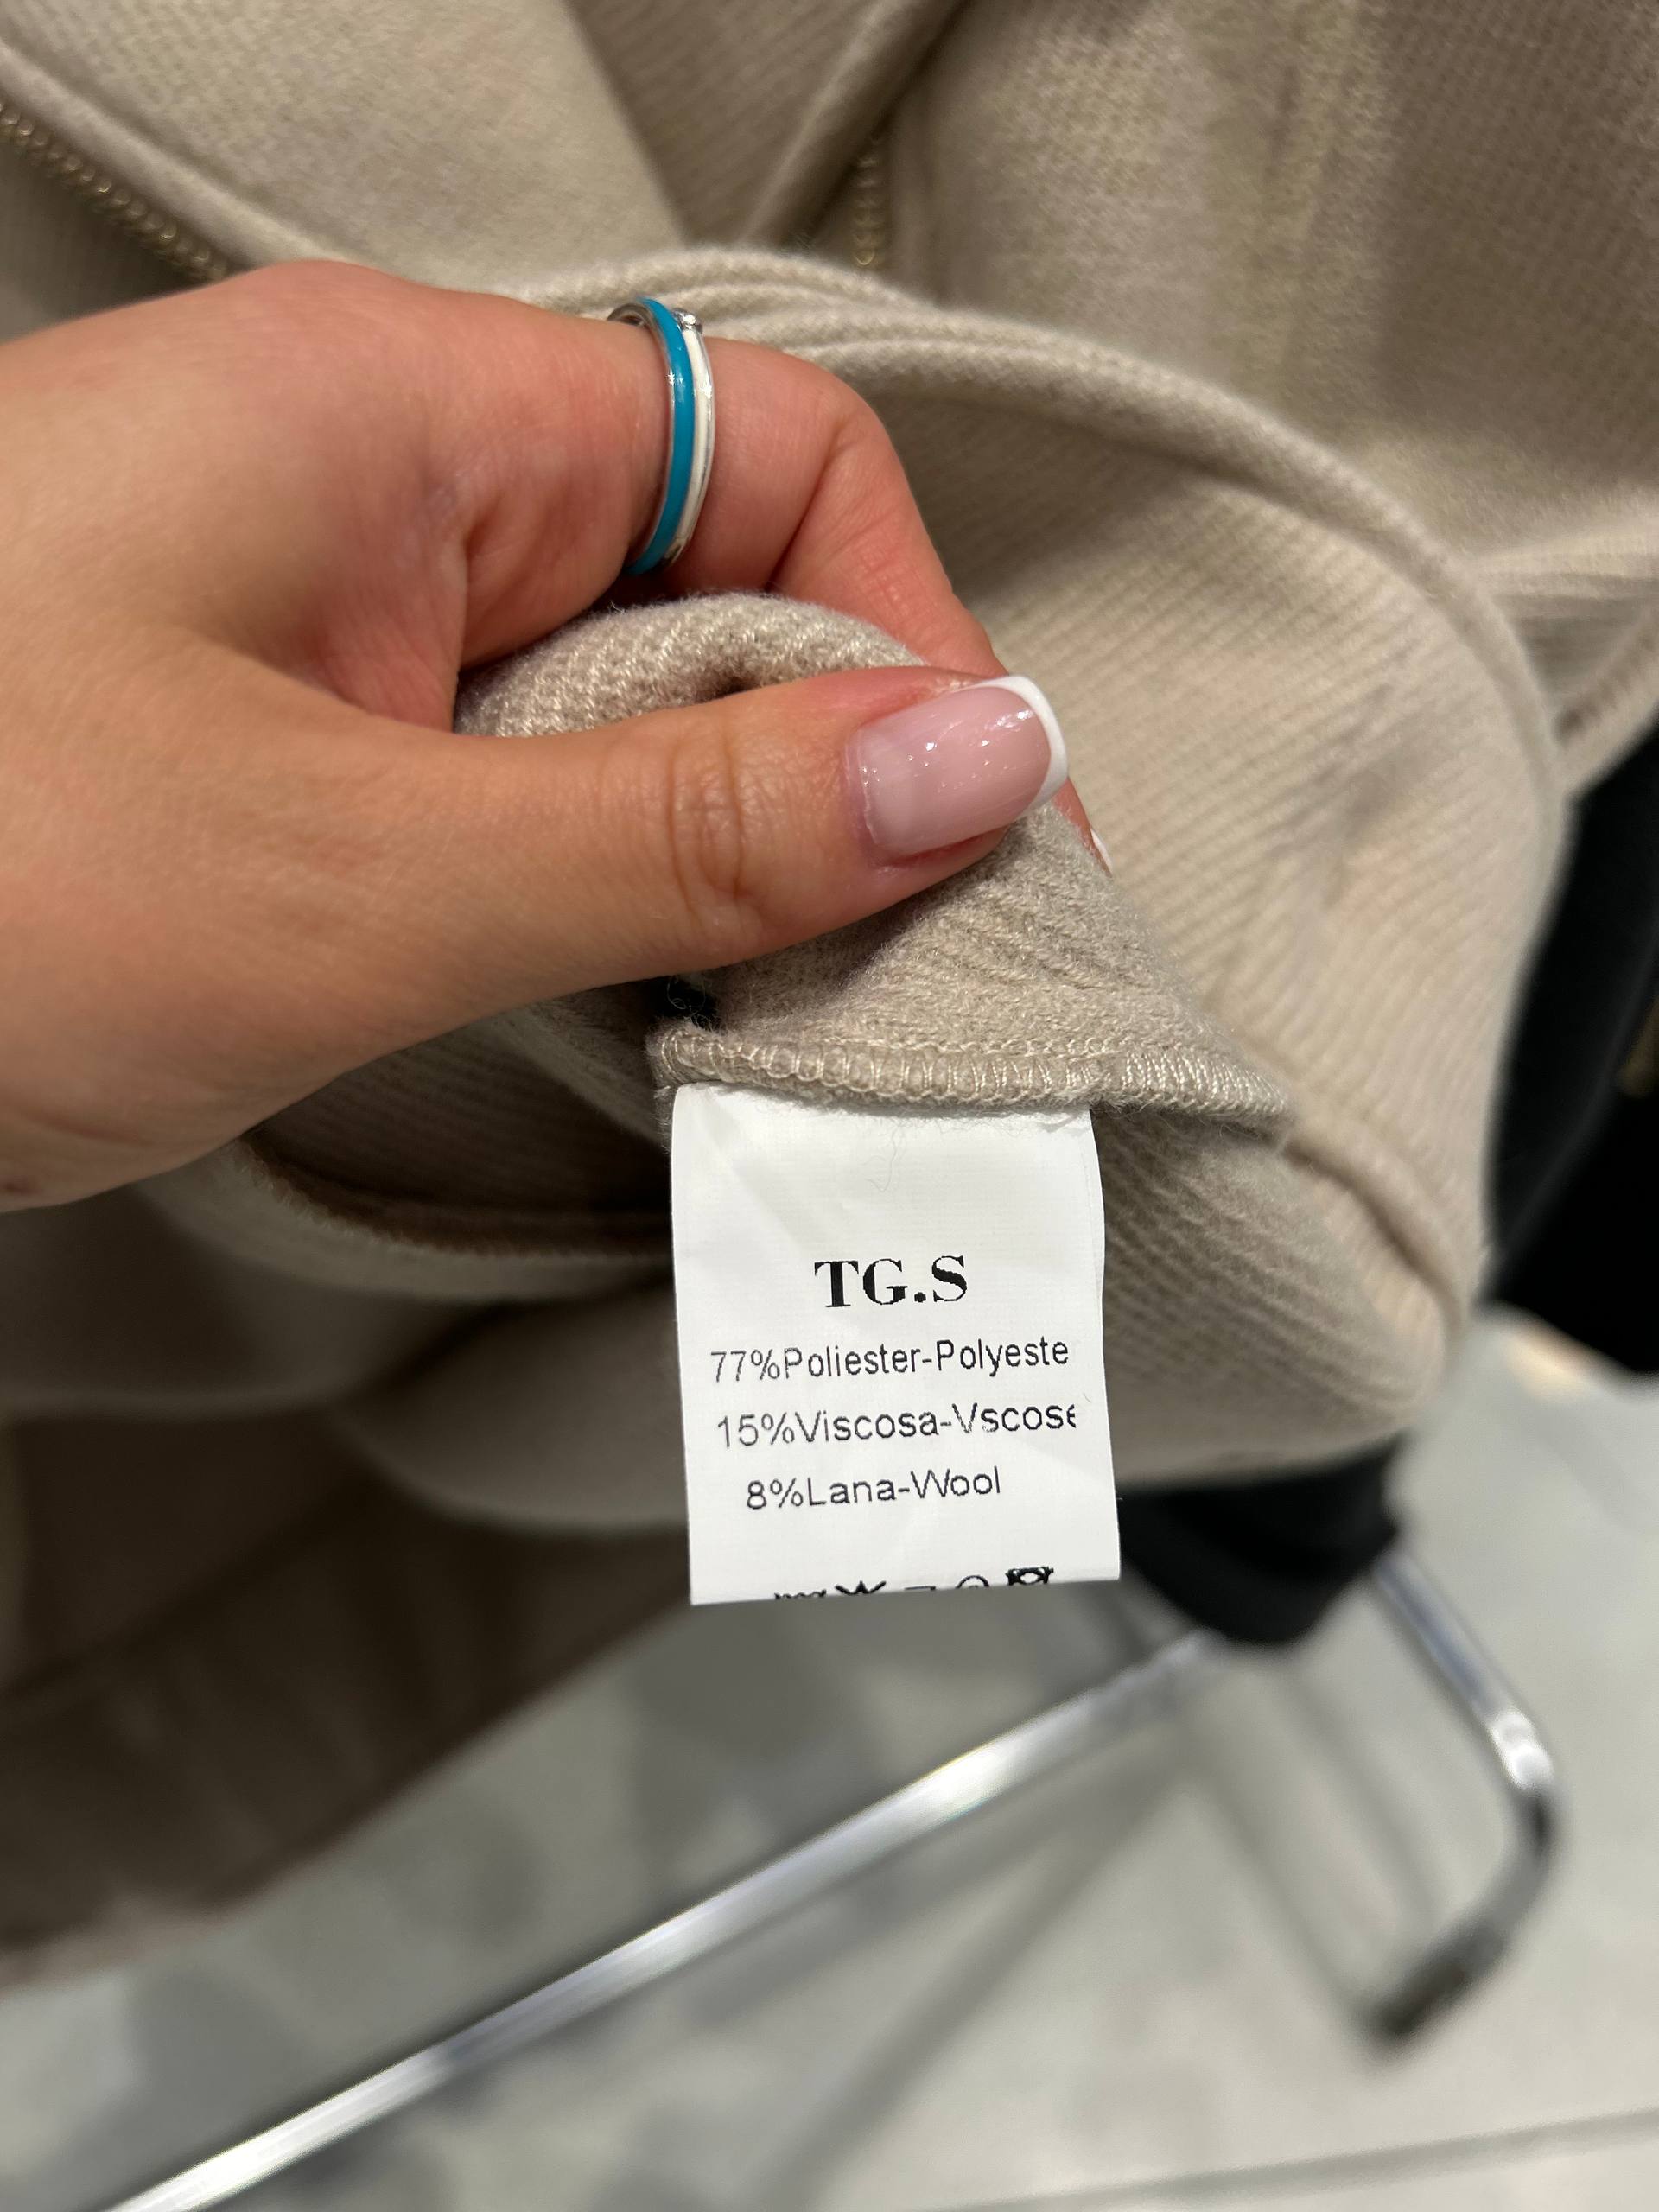 TG.S
77%Poliester-Polyeste
15%Viscosa-Vscose
8%Lana-Wool